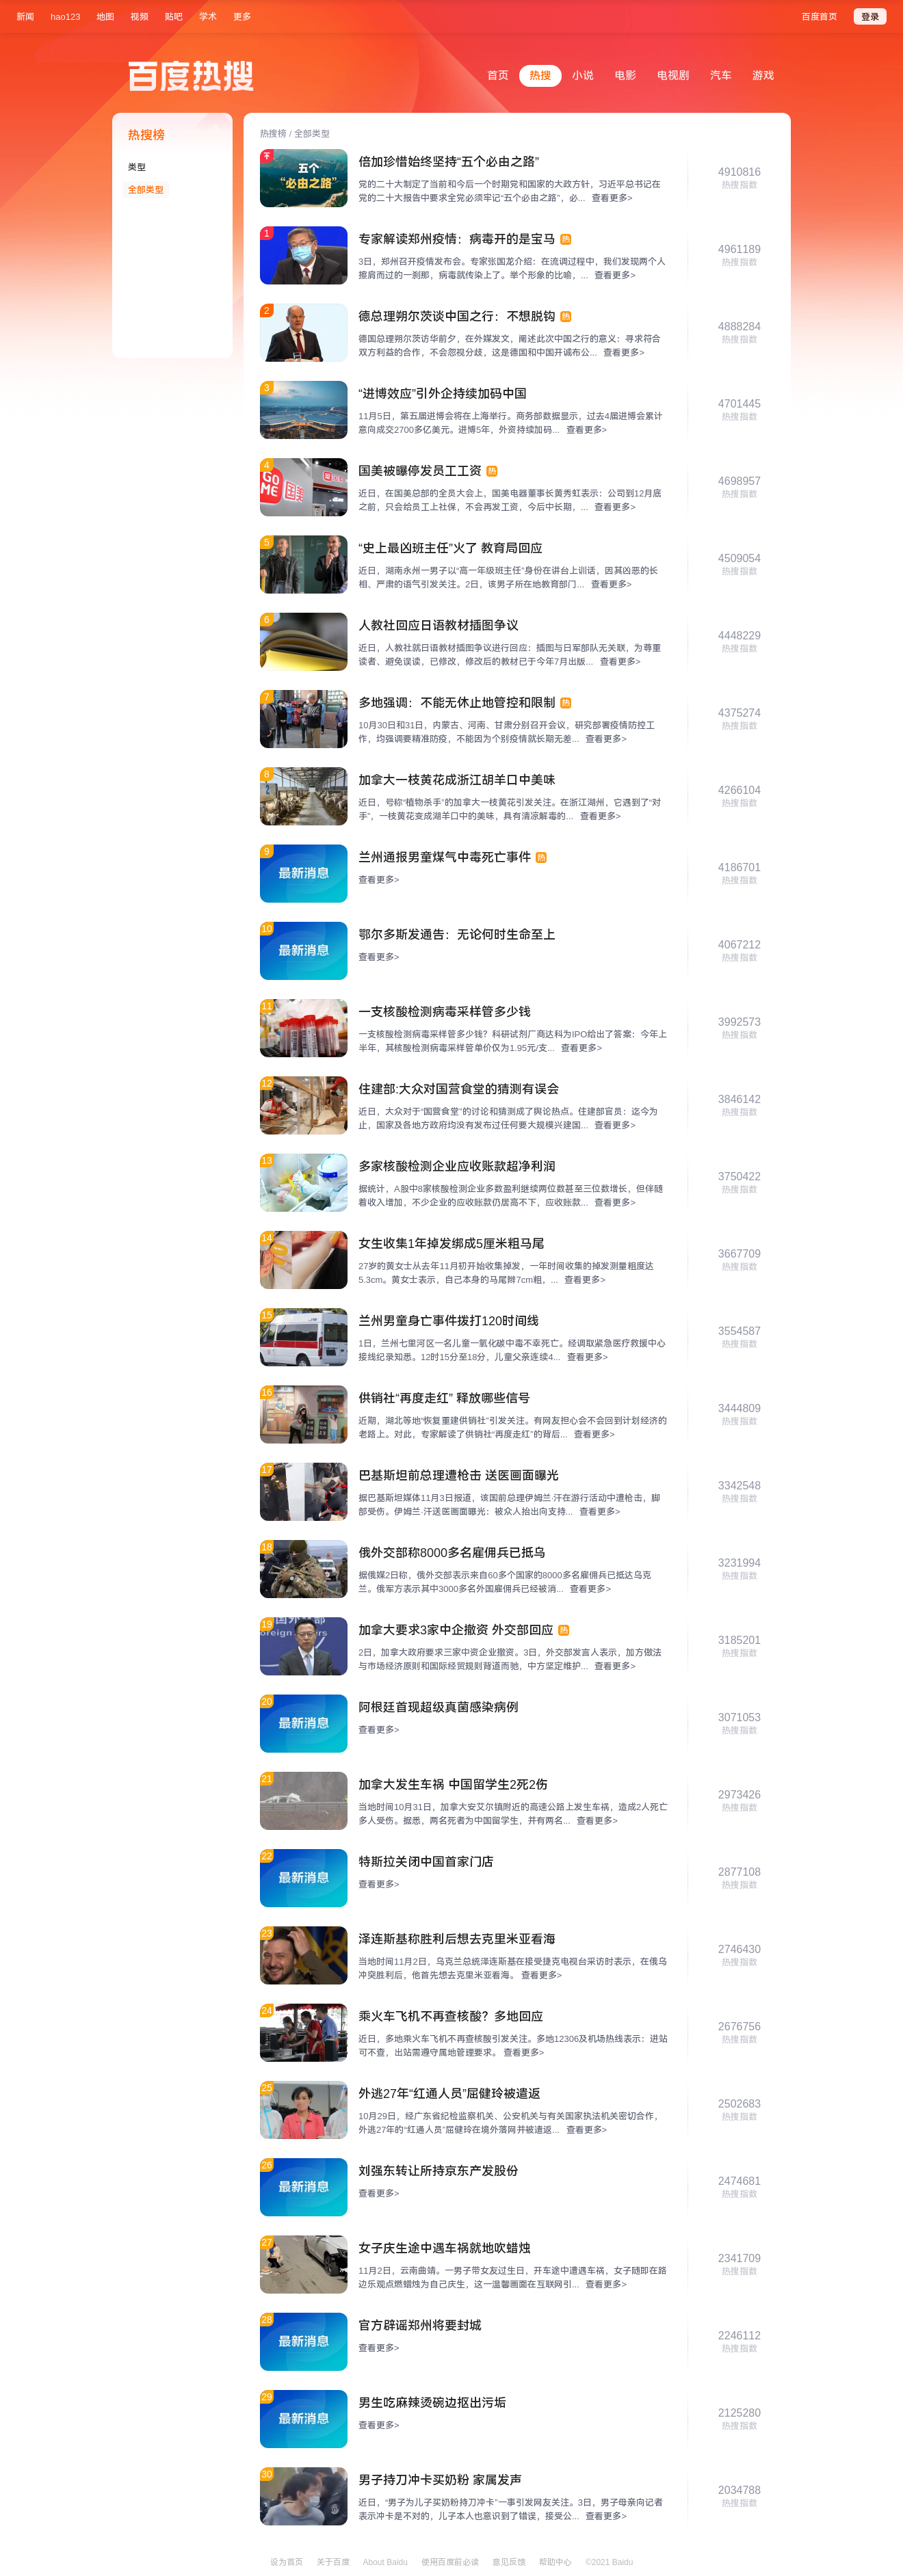 新闻 hao123 地图 视频 贴吧 学术 更多 百度首页 登录
百度热搜
首页 热搜 小说 电影 电视剧 汽车 游戏
热搜榜
类型
全部类型
热搜榜 / 全部类型
五个
“必由之路”
倍加珍惜始终坚持“五个必由之路”
党的二十大制定了当前和今后一个时期党和国家的大政方针，习近平总书记在
党的二十大报告中要求全党必须牢记“五个必由之路”，必... 查看更多>
4910816
热搜指数
1
专家解读郑州疫情：病毒开的是宝马 热
3日，郑州召开疫情发布会。专家张国龙介绍：在流调过程中，我们发现两个人
擦肩而过的一刹那，病毒就传染上了。举个形象的比喻，... 查看更多>
4961189
热搜指数
2
德总理朔尔茨谈中国之行：不想脱钩 热
德国总理朔尔茨访华前夕，在外媒发文，阐述此次中国之行的意义：寻求符合
双方利益的合作，不会忽视分歧，这是德国和中国开诚布公... 查看更多>
4888284
热搜指数
3
“进博效应”引外企持续加码中国
11月5日，第五届进博会将在上海举行。商务部数据显示，过去4届进博会累计
意向成交2700多亿美元。进博5年，外资持续加码... 查看更多>
4701445
热搜指数
4
GOME 国美
国美被曝停发员工工资 热
近日，在国美总部的全员大会上，国美电器董事长黄秀虹表示：公司到12月底
之前，只会给员工上社保，不会再发工资，今后中长期，... 查看更多>
4698957
热搜指数
5
“史上最凶班主任”火了 教育局回应
近日，湖南永州一男子以“高一年级班主任”身份在讲台上训话，因其凶恶的长
相、严肃的语气引发关注。2日，该男子所在地教育部门... 查看更多>
4509054
热搜指数
6
人教社回应日语教材插图争议
近日，人教社就日语教材插图争议进行回应：插图与日军部队无关联，为尊重
读者、避免误读，已修改，修改后的教材已于今年7月出版... 查看更多>
4448229
热搜指数
7
多地强调：不能无休止地管控和限制 热
10月30日和31日，内蒙古、河南、甘肃分别召开会议，研究部署疫情防控工
作，均强调要精准防疫，不能因为个别疫情就长期无差... 查看更多>
4375274
热搜指数
8
加拿大一枝黄花成浙江胡羊口中美味
近日，号称“植物杀手”的加拿大一枝黄花引发关注。在浙江湖州，它遇到了“对
手”，一枝黄花变成湖羊口中的美味，具有清凉解毒的... 查看更多>
4266104
热搜指数
9
最新消息
兰州通报男童煤气中毒死亡事件 热
查看更多>
4186701
热搜指数
10
最新消息
鄂尔多斯发通告：无论何时生命至上
查看更多>
4067212
热搜指数
11
一支核酸检测病毒采样管多少钱
一支核酸检测病毒采样管多少钱？科研试剂厂商达科为IPO给出了答案：今年上
半年，其核酸检测病毒采样管单价仅为1.95元/支... 查看更多>
3992573
热搜指数
12
住建部:大众对国营食堂的猜测有误会
近日，大众对于“国营食堂”的讨论和猜测成了舆论热点。住建部官员：迄今为
止，国家及各地方政府均没有发布过任何要大规模兴建国... 查看更多>
3846142
热搜指数
13
多家核酸检测企业应收账款超净利润
据统计，A股中8家核酸检测企业多数盈利继续两位数甚至三位数增长，但伴随
着收入增加，不少企业的应收账款仍居高不下，应收账款... 查看更多>
3750422
热搜指数
14
女生收集1年掉发绑成5厘米粗马尾
27岁的黄女士从去年11月初开始收集掉发，一年时间收集的掉发测量粗度达
5.3cm。黄女士表示，自己本身的马尾辫7cm粗，... 查看更多>
3667709
热搜指数
15
兰州男童身亡事件拨打120时间线
1日，兰州七里河区一名儿童一氧化碳中毒不幸死亡。经调取紧急医疗救援中心
接线纪录知悉。12时15分至18分，儿童父亲连续4... 查看更多>
3554587
热搜指数
16
供销社“再度走红” 释放哪些信号
近期，湖北等地“恢复重建供销社”引发关注。有网友担心会不会回到计划经济的
老路上。对此，专家解读了供销社“再度走红”的背后... 查看更多>
3444809
热搜指数
17
巴基斯坦前总理遭枪击 送医画面曝光
据巴基斯坦媒体11月3日报道，该国前总理伊姆兰·汗在游行活动中遭枪击，脚
部受伤。伊姆兰·汗送医画面曝光：被众人抬出向支持... 查看更多>
3342548
热搜指数
18
俄外交部称8000多名雇佣兵已抵乌
据俄媒2日称，俄外交部表示来自60多个国家的8000多名雇佣兵已抵达乌克
兰。俄军方表示其中3000多名外国雇佣兵已经被消... 查看更多>
3231994
热搜指数
19
加拿大要求3家中企撤资 外交部回应 热
2日，加拿大政府要求三家中资企业撤资。3日，外交部发言人表示，加方做法
与市场经济原则和国际经贸规则背道而驰，中方坚定维护... 查看更多>
3185201
热搜指数
20
最新消息
阿根廷首现超级真菌感染病例
查看更多>
3071053
热搜指数
21
加拿大发生车祸 中国留学生2死2伤
当地时间10月31日，加拿大安艾尔镇附近的高速公路上发生车祸，造成2人死亡
多人受伤。据悉，两名死者为中国留学生，并有两名... 查看更多>
2973426
热搜指数
22
最新消息
特斯拉关闭中国首家门店
查看更多>
2877108
热搜指数
23
泽连斯基称胜利后想去克里米亚看海
当地时间11月2日，乌克兰总统泽连斯基在接受捷克电视台采访时表示，在俄乌
冲突胜利后，他首先想去克里米亚看海。 查看更多>
2746430
热搜指数
24
乘火车飞机不再查核酸？多地回应
近日，多地乘火车飞机不再查核酸引发关注。多地12306及机场热线表示：进站
可不查，出站需遵守属地管理要求。 查看更多>
2676756
热搜指数
25
外逃27年“红通人员”屈健玲被遣返
10月29日，经广东省纪检监察机关、公安机关与有关国家执法机关密切合作，
外逃27年的“红通人员”屈健玲在境外落网并被遣返... 查看更多>
2502683
热搜指数
26
最新消息
刘强东转让所持京东产发股份
查看更多>
2474681
热搜指数
27
女子庆生途中遇车祸就地吹蜡烛
11月2日，云南曲靖。一男子带女友过生日，开车途中遭遇车祸，女子随即在路
边乐观点燃蜡烛为自己庆生，这一温馨画面在互联网引... 查看更多>
2341709
热搜指数
28
最新消息
官方辟谣郑州将要封城
查看更多>
2246112
热搜指数
29
最新消息
男生吃麻辣烫碗边抠出污垢
查看更多>
2125280
热搜指数
30
男子持刀冲卡买奶粉 家属发声
近日，“男子为儿子买奶粉持刀冲卡”一事引发网友关注。3日，男子母亲向记者
表示冲卡是不对的，儿子本人也意识到了错误，接受公... 查看更多>
2034788
热搜指数
设为首页 关于百度 About Baidu 使用百度前必读 意见反馈 帮助中心 ©2021 Baidu